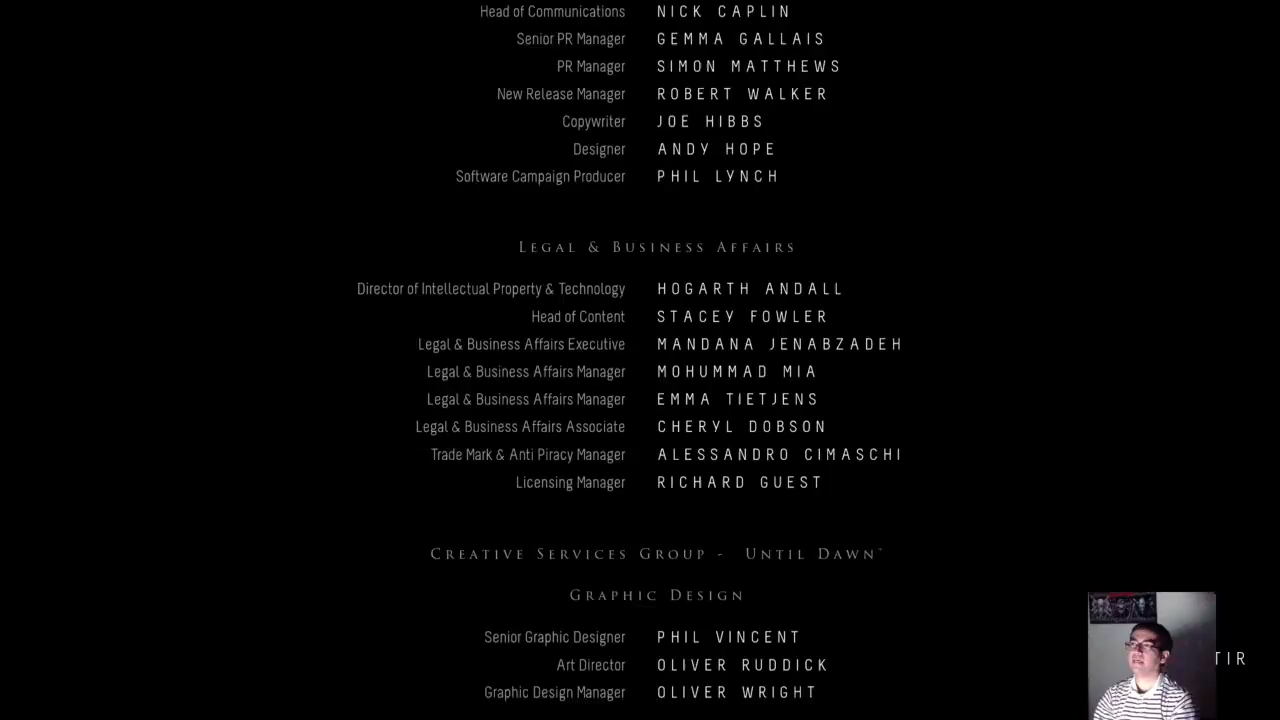 Head of Communications NICK CAPLIN
Senior PR Manager GEMMA GALLAIS
PR Manager SIMON MATTHEWS
New Release Manager ROBERT WALKER
Copywriter JOE HIBBS
Designer ANDY HOPE
Software Campaign Producer PHIL LYNCH
LEGAL & BUSINESS AFFAIRS
Director of Intellectual Property & Technology HOGARTH ANDALL
Head of Content STACEY FOWLER
Legal & Business Affairs Executive MANDANA JENABZADEH
Legal & Business Affairs Manager MOHUMMAD MIA
Legal & Business Affairs Manager EMMA TIETJENS
Legal & Business Affairs Associate CHERYL DOBSON
Trade Mark & Anti Piracy Manager ALESSANDRO CIMASCHI
Licensing Manager RICHARD GUEST
CREATIVE SERVICES GROUP - UNTIL DAWN™
GRAPHIC DESIGN
Senior Graphic Designer PHIL VINCENT
Art Director OLIVER RUDDICK
TIR
Graphic Design Manager OLIVER WRIGHT